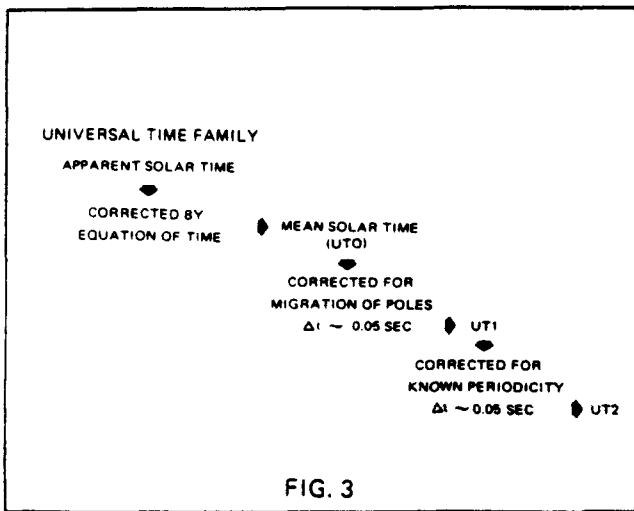 UNIVERSAL TIME FAMILY
APPARENT SOLAR TIME
CORRECTED BY
EQUATION OF TIME
MEAN SOLAR TIME
(UTO)
CORRECTED FOR
MIGRATION OF POLES
Δt ~ 0.05 SEC
UT1
CORRECTED FOR
KNOWN PERIODICITY
Δt ~ 0.05 SEC
UT2
FIG. 3